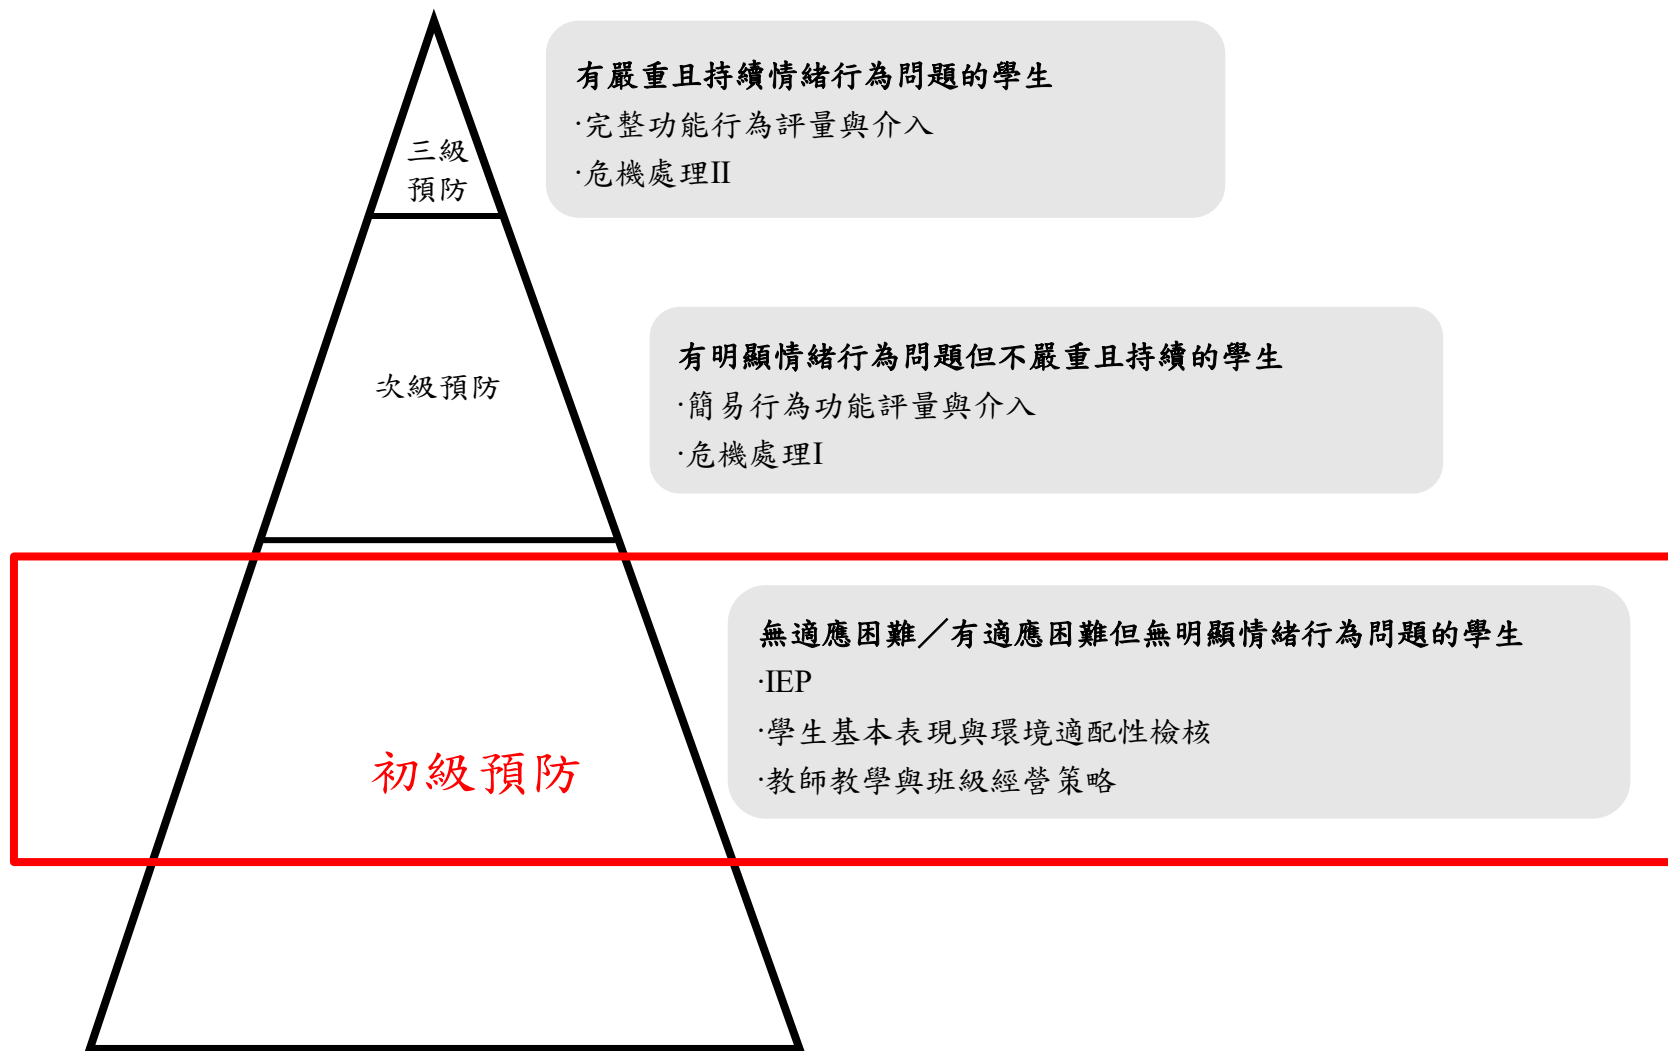 有嚴重且持續情緒行為問題的學生
·完整功能行為評量與介入
·危機處理II
三級
預防
有明顯情緒行為問題但不嚴重且持續的學生
·簡易行為功能評量與介入
·危機處理I
次級預防
無適應困難／有適應困難但無明顯情緒行為問題的學生
·IEP
·學生基本表現與環境適配性檢核
·教師教學與班級經營策略
初級預防